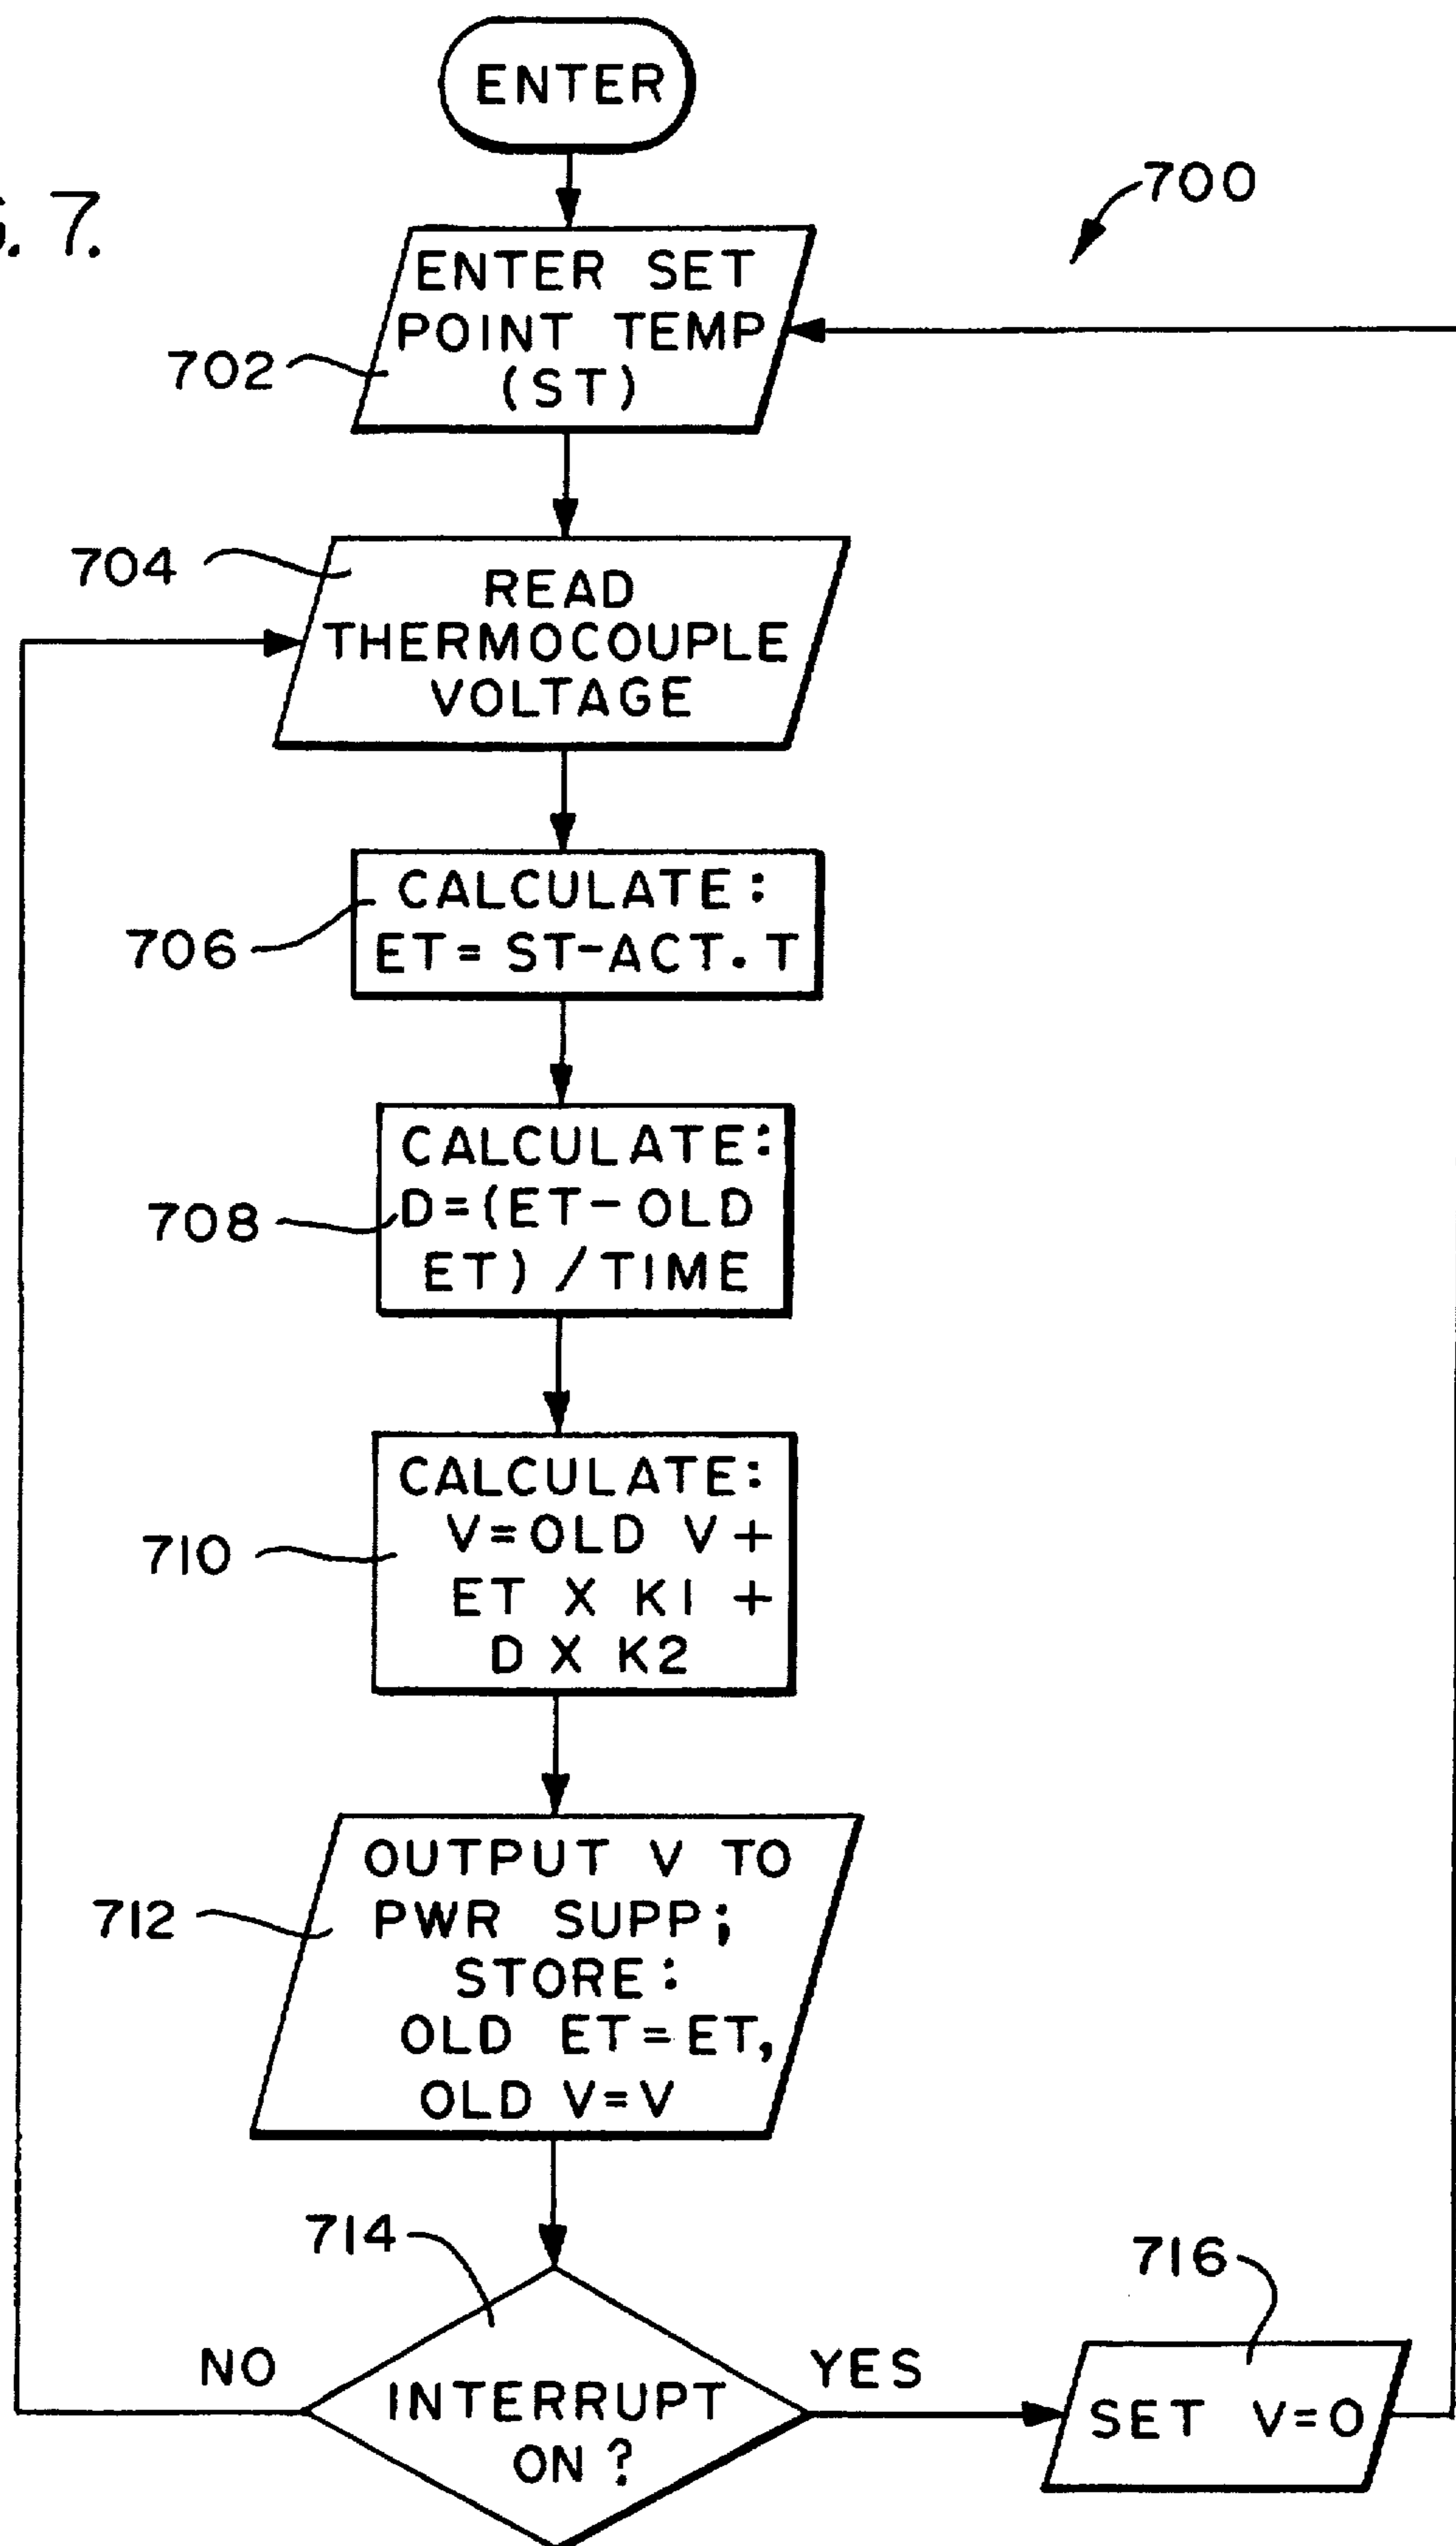 ENTER
G. 7.
700
ENTER SET
POINT TEMP
(ST)
702
704
READ
THERMOCOUPLE
VOLTAGE
CALCULATE:
ET= ST-ACT. T
706
CALCULATE:
D=(ET-OLD
ET) /TIME
708
CALCULATE:
V=OLD V+
ET X K1 +
D X K2
710
OUTPUT V TO
PWR SUPP;
STORE:
OLD ET=ET,
OLD V=V
712
714
716
NO
YES
INTERRUPT
ON?
SET V=0